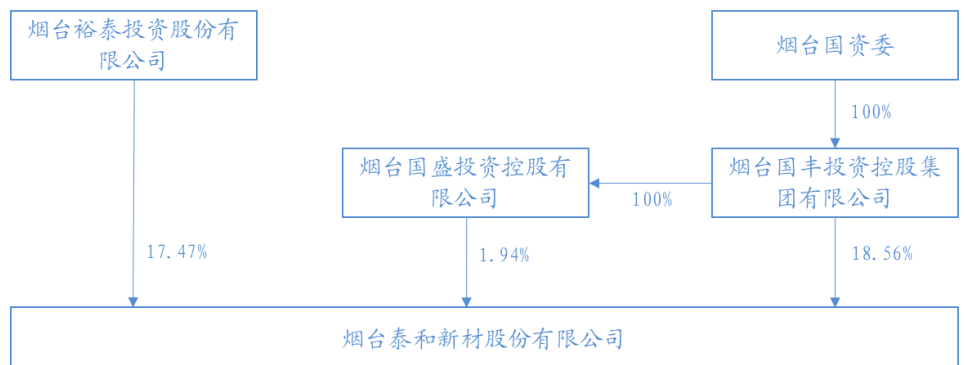 烟台裕泰投资股份有
限公司
烟台国资委
100%
烟台国盛投资控股有
限公司
100%
烟台国丰投资控股集
团有限公司
17.47%
1.94%
18.56%
烟台泰和新材股份有限公司